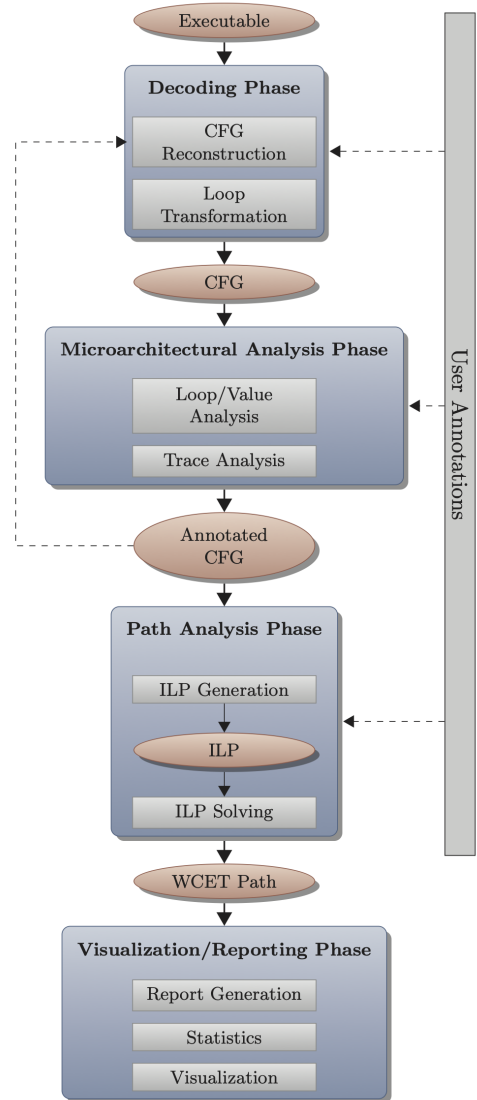 Executable
Decoding Phase
CFG
Reconstruction
Loop
Transformation
CFG
Microarchitectural Analysis Phase
Loop/Value
Analysis
Trace Analysis
Annotated
CFG
Path Analysis Phase
ILP Generation
ILP
ILP Solving
WCET Path
Visualization/Reporting Phase
Report Generation
Statistics
Visualization
User Annotations